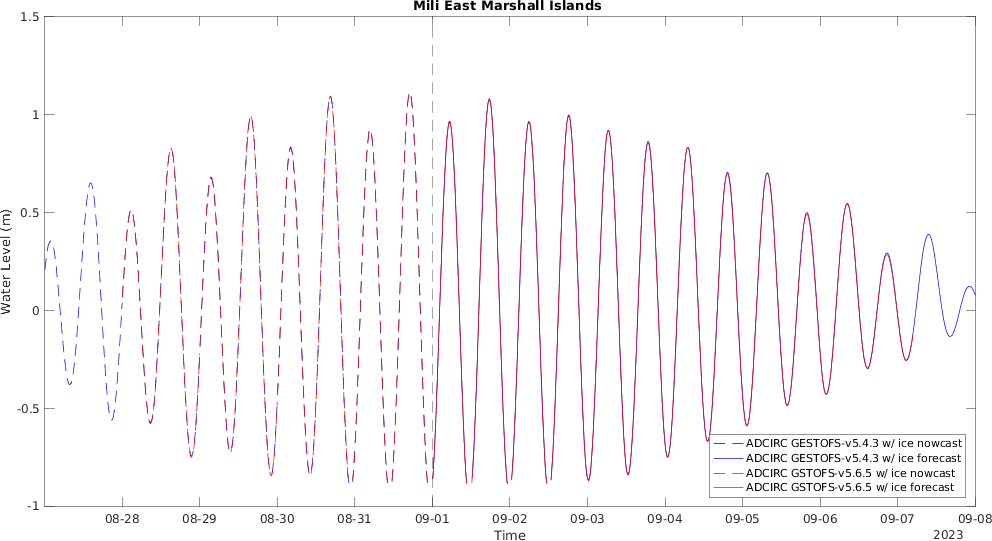 Mili East Marshall Islands
1.5
1
0.5
0
-0.5
-1
Water Level (m)
ADCIRC GESTOFS-v5.4.3 w/ ice nowcast
ADCIRC GESTOFS-v5.4.3 w/ ice forecast
ADCIRC GSTOFS-v5.6.5 w/ ice nowcast
ADCIRC GSTOFS-v5.6.5 w/ ice forecast
08-28 08-29 08-30 08-31 09-01 09-02 09-03 09-04 09-05 09-06 09-07 09-08
Time
2023